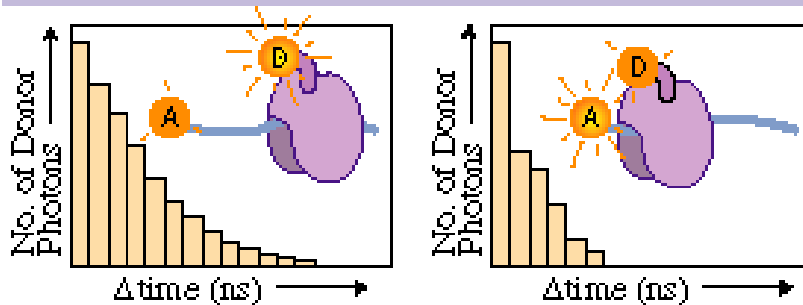 No. of Donor
Photons
A
D
Δtime (ns)
No. of Donor
Photons
D
A
Δtime (ns)